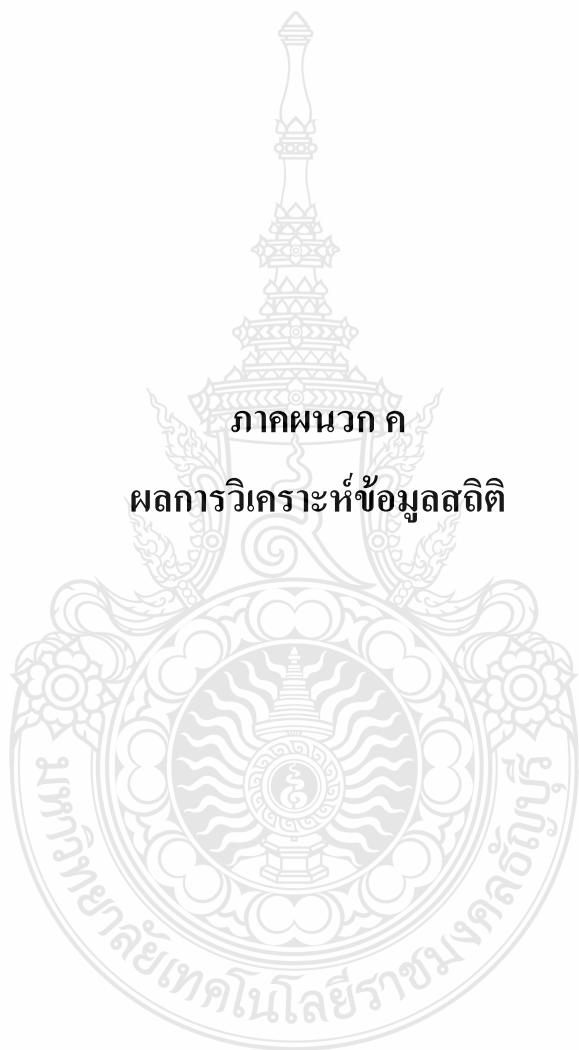 ภาคผนวก ค
ผลการวิเคราะห์ข้อมูลสถิติ
มหาวิทยาลัยเทคโนโลยีราชมงคลธัญบุรี